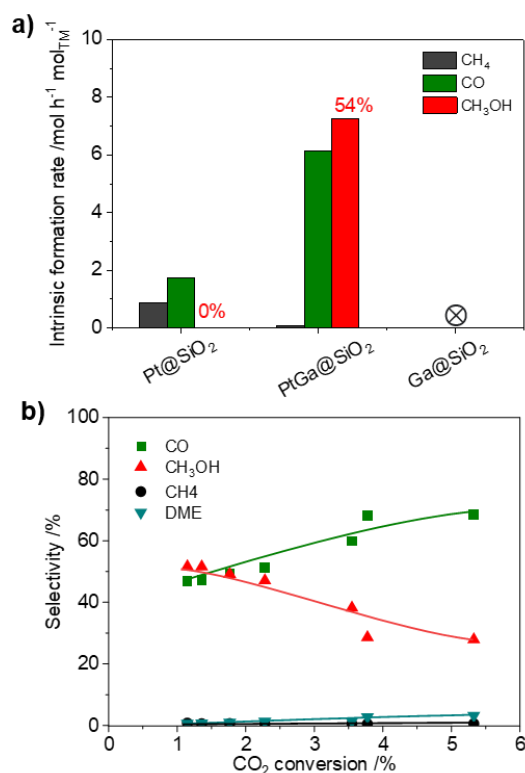 a)
Intrinsic formation rate /mol h⁻¹ mol_TM⁻¹
10
8
6
4
2
0
CH₄
CO
CH₃OH
54%
0%
Pt@SiO₂
PtGa@SiO₂
Ga@SiO₂
b)
Selectivity /%
100
80
60
40
20
0
CO
CH₃OH
CH4
DME
0 1 2 3 4 5 6
CO₂ conversion /%